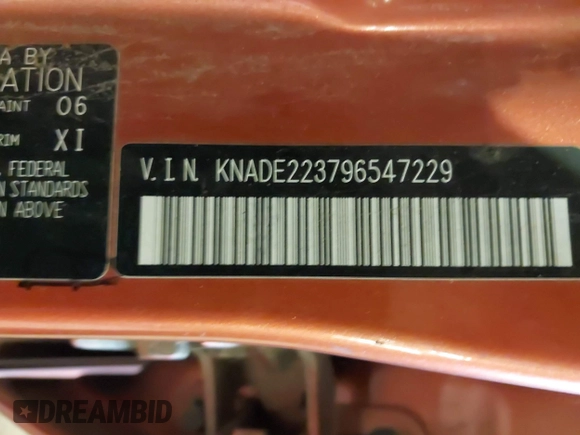 A BY
ATION
AINT 06
RIM XI
FEDERAL
N STANDARDS
N ABOVE
V.I.N. KNADE223796547229
DREAMBID